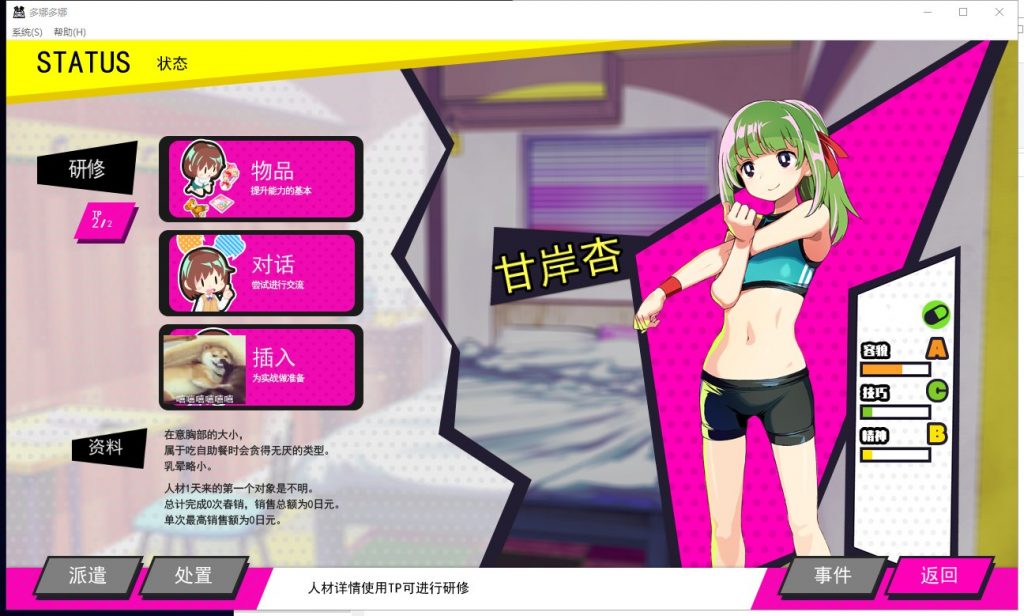 多娜多娜
系统(S) 帮助(H)
STATUS 状态
研修
TP
2/2
物品
提升能力的基本
对话
尝试进行交流
插入
为实战做准备
嘻嘻嘻嘻嘻嘻
甘岸杏
容貌 A
技巧 C
精神 B
资料
在意胸部的大小，
属于吃自助餐时会贪得无厌的类型。
乳晕略小。
人材1天来的第一个对象是不明。
总计完成0次春销，销售总额为0日元。
单次最高销售额为0日元。
派遣
处置
人材详情使用TP可进行研修
事件
返回